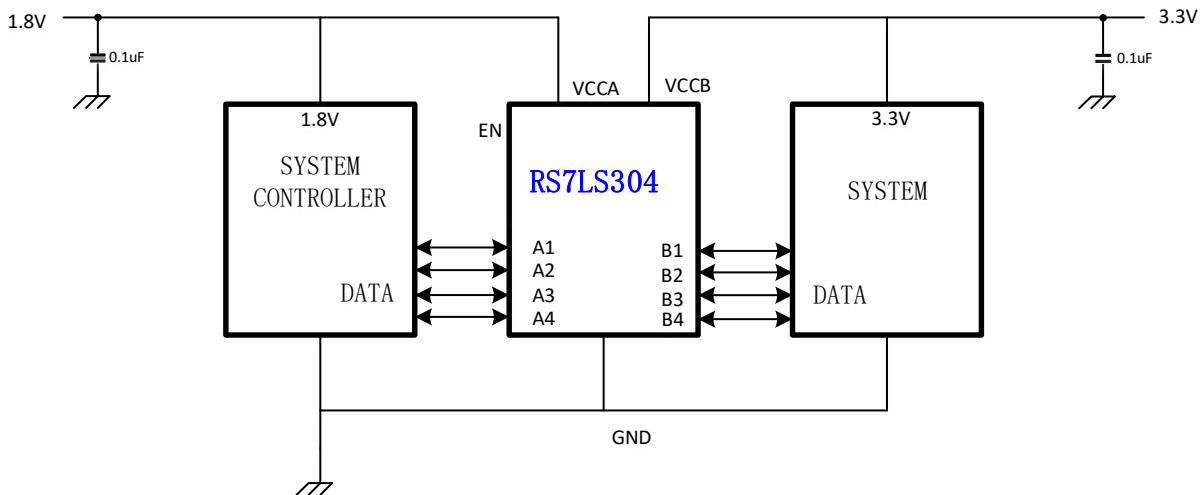 1.8V
3.3V
0.1uF
0.1uF
VCCA
VCCB
EN
1.8V
SYSTEM
CONTROLLER
DATA
RS7LS304
A1
A2
A3
A4
B1
B2
B3
B4
3.3V
SYSTEM
DATA
GND